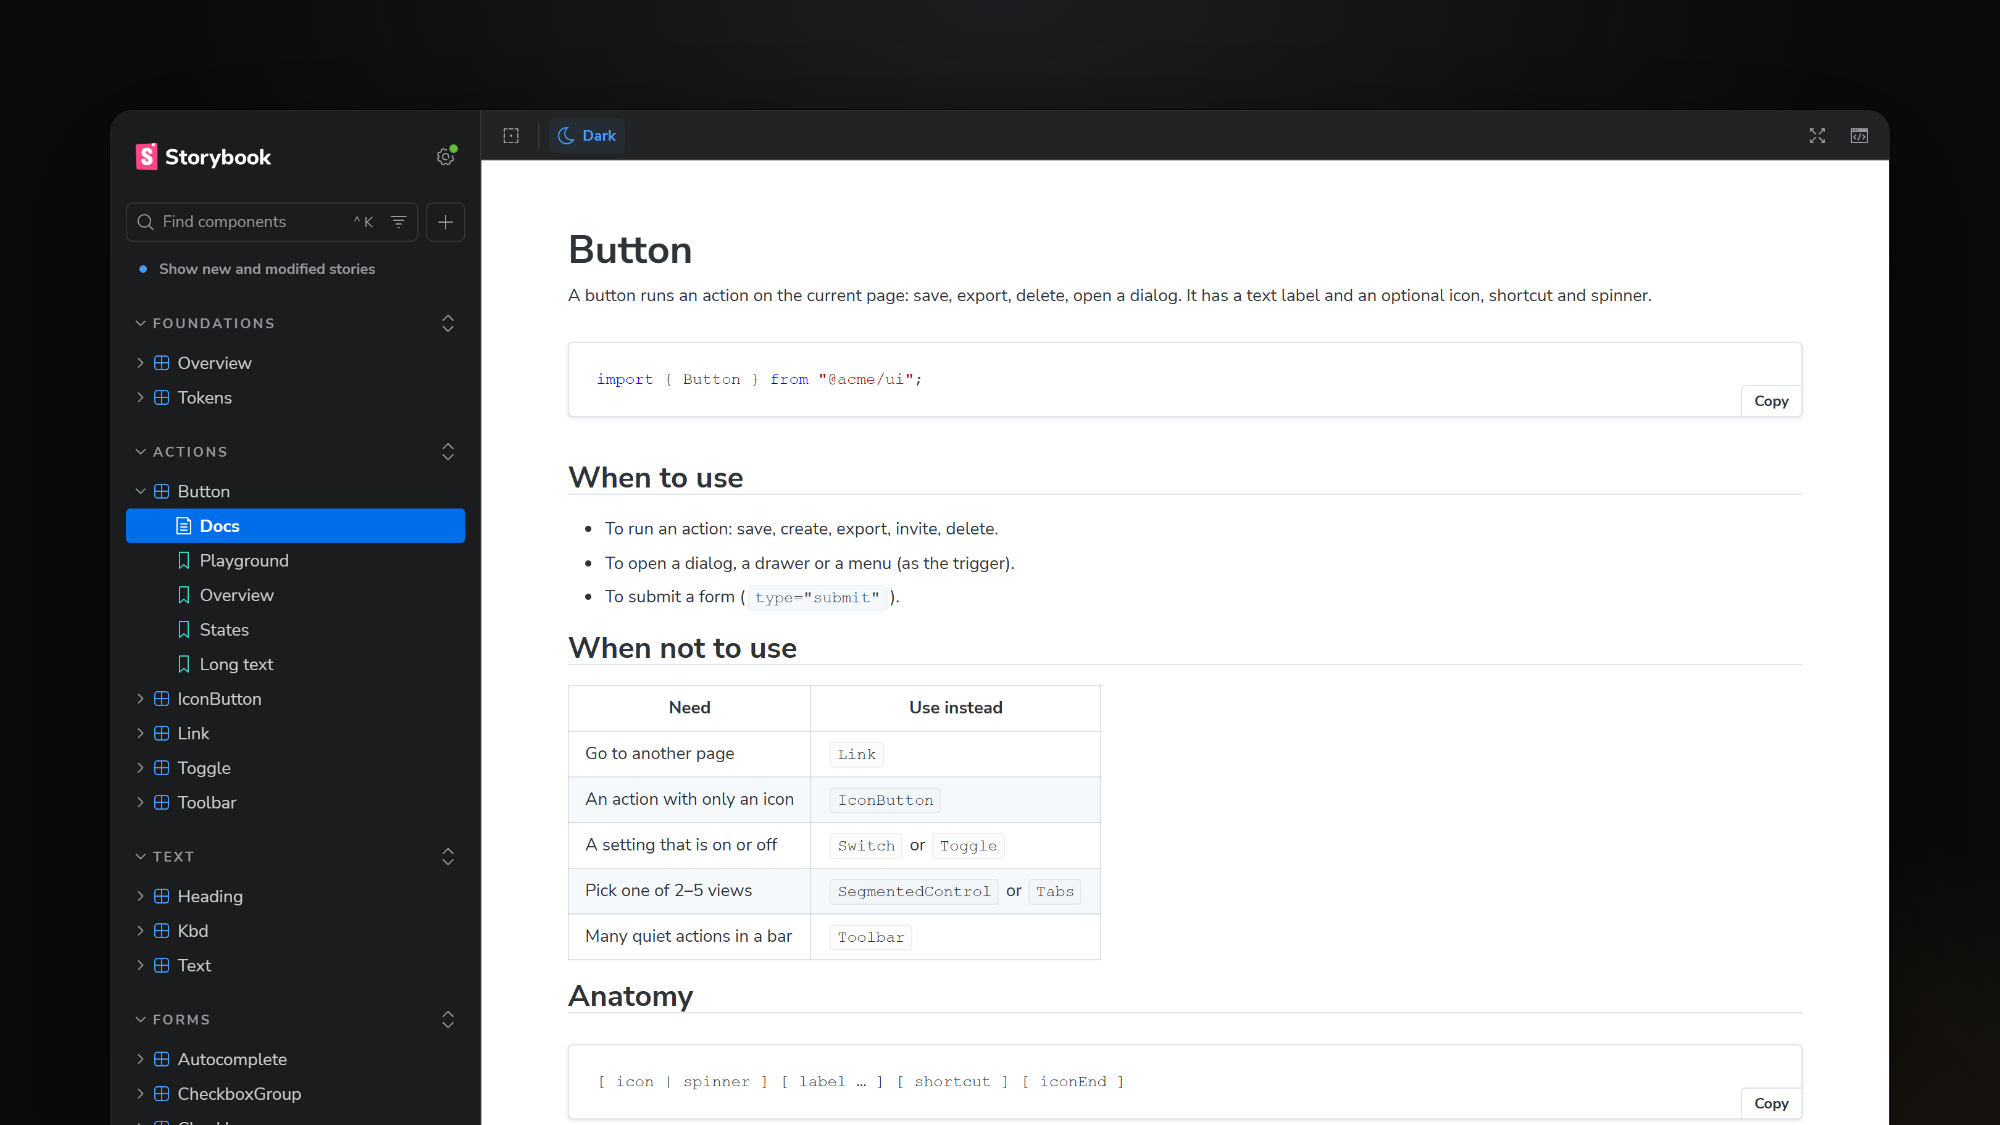 Storybook
Find components
^ K
Show new and modified stories
FOUNDATIONS
Overview
Tokens
ACTIONS
Button
Docs
Playground
Overview
States
Long text
IconButton
Link
Toggle
Toolbar
TEXT
Heading
Kbd
Text
FORMS
Autocomplete
CheckboxGroup
Dark
Button
A button runs an action on the current page: save, export, delete, open a dialog. It has a text label and an optional icon, shortcut and spinner.
import { Button } from "@acme/ui";
Copy
When to use
To run an action: save, create, export, invite, delete.
To open a dialog, a drawer or a menu (as the trigger).
To submit a form ( type="submit" ).
When not to use
Need Use instead
Go to another page Link
An action with only an icon IconButton
A setting that is on or off Switch or Toggle
Pick one of 2–5 views SegmentedControl or Tabs
Many quiet actions in a bar Toolbar
Anatomy
[ icon | spinner ] [ label … ] [ shortcut ] [ iconEnd ]
Copy